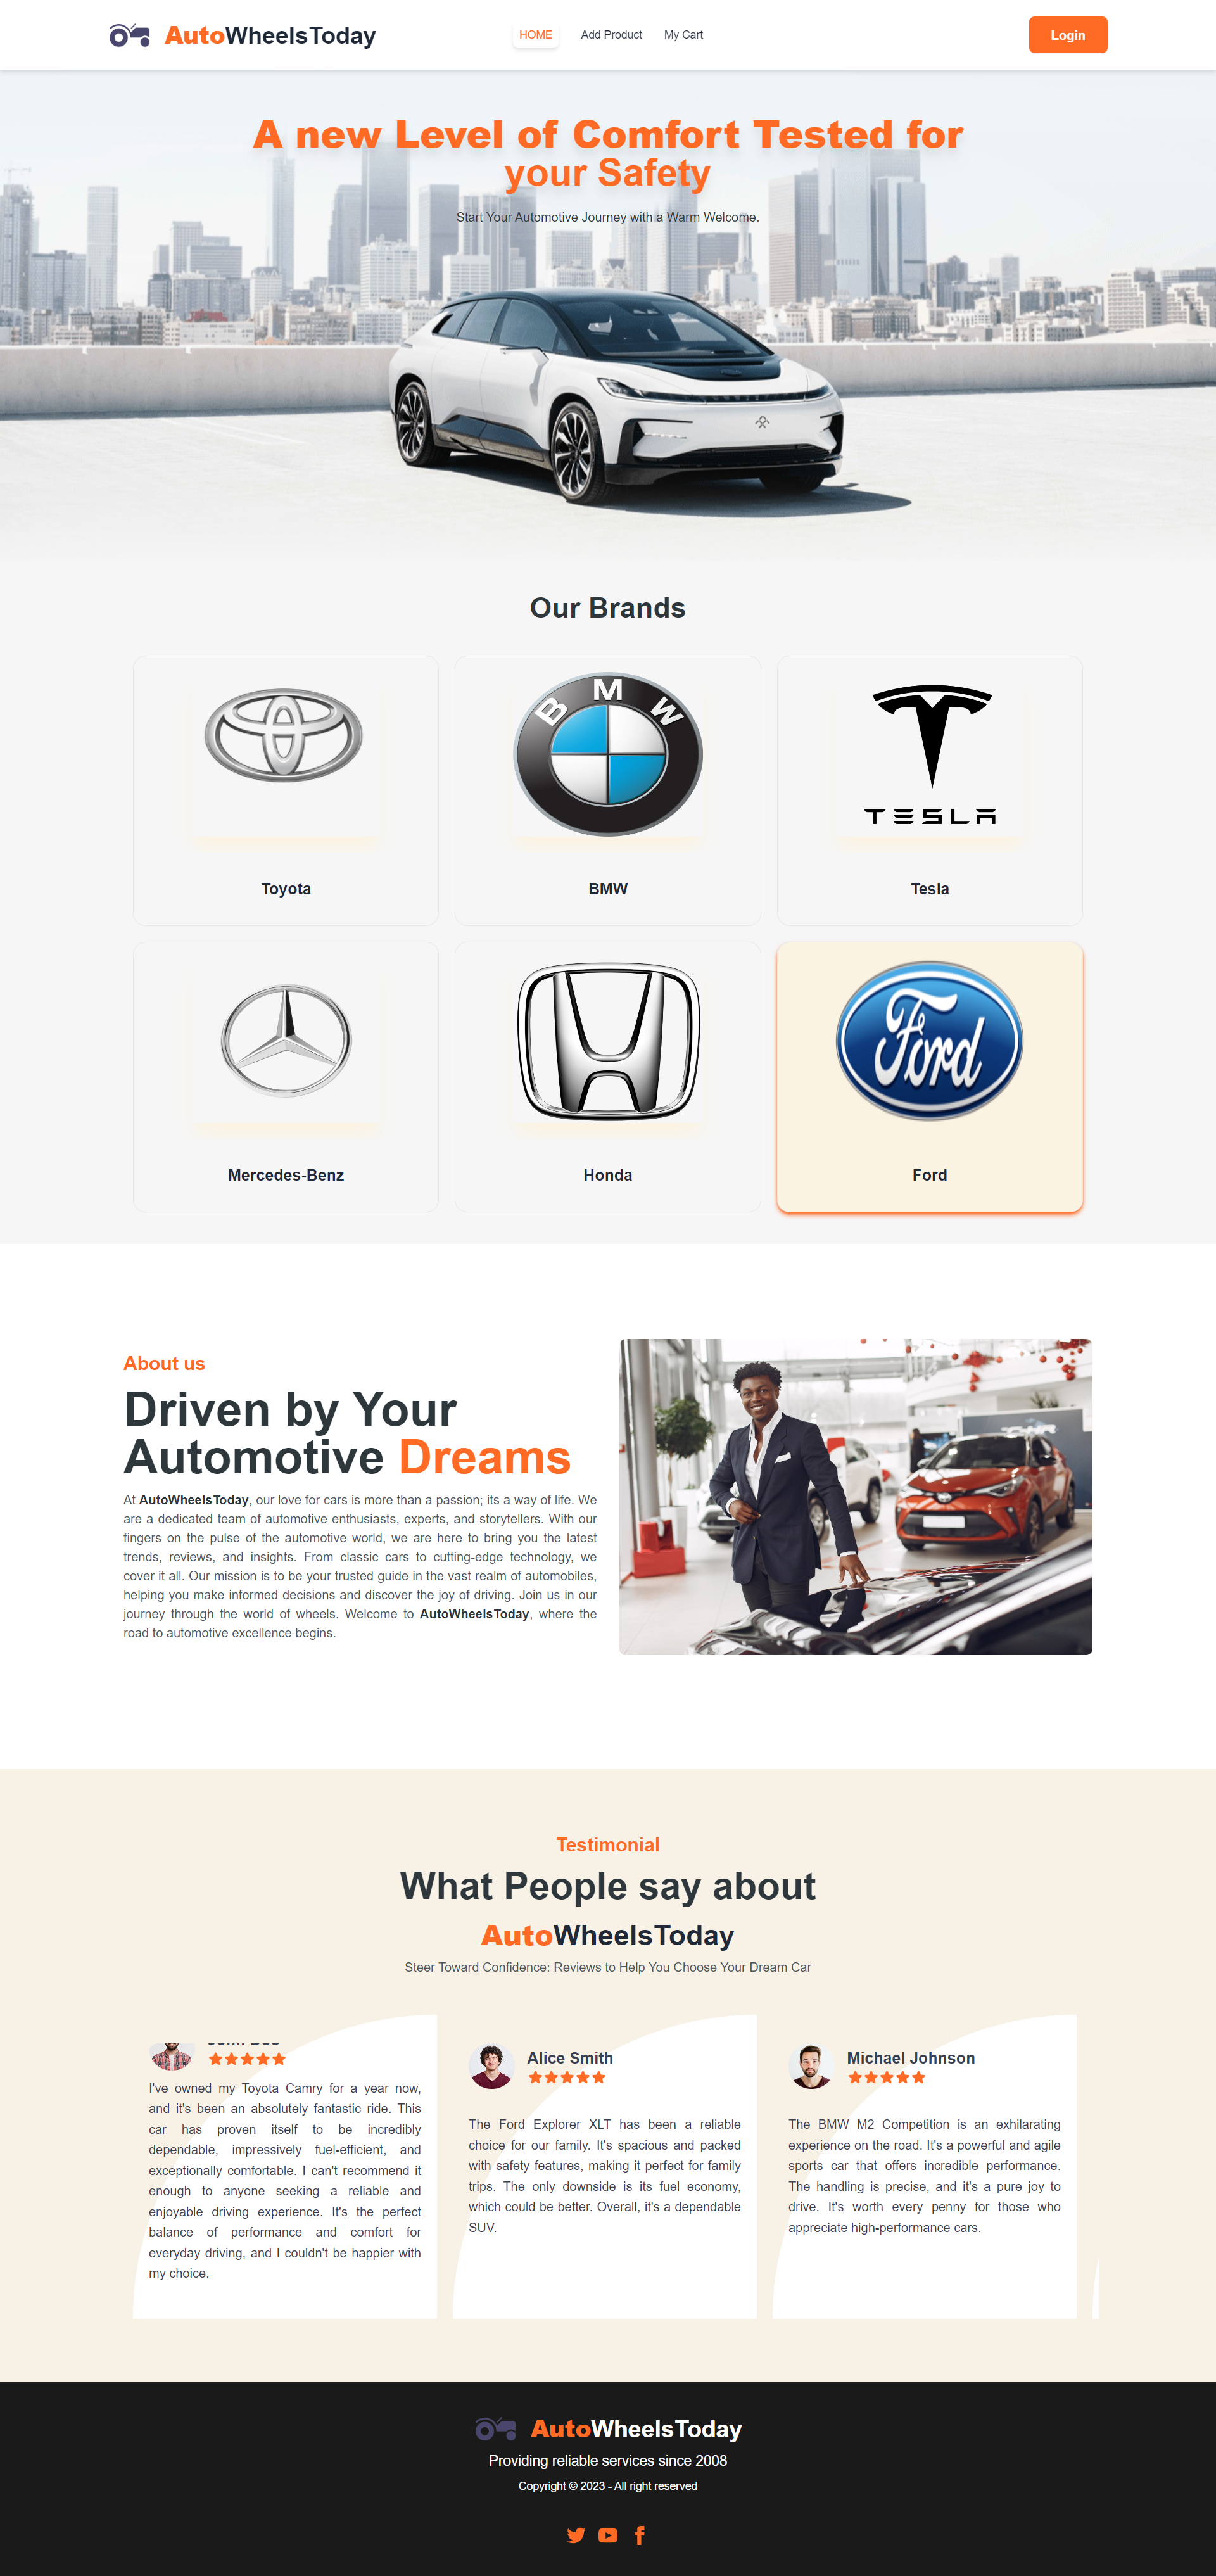 AutoWheelsToday
HOME Add Product My Cart
Login
A new Level of Comfort Tested for
your Safety
Start Your Automotive Journey with a Warm Welcome.
Our Brands
BMW
TESLA
Toyota
BMW
Tesla
Ford
Mercedes-Benz
Honda
Ford
About us
Driven by Your
Automotive Dreams
At AutoWheelsToday, our love for cars is more than a passion; its a way of life. We
are a dedicated team of automotive enthusiasts, experts, and storytellers. With our
fingers on the pulse of the automotive world, we are here to bring you the latest
trends, reviews, and insights. From classic cars to cutting-edge technology, we
cover it all. Our mission is to be your trusted guide in the vast realm of automobiles,
helping you make informed decisions and discover the joy of driving. Join us in our
journey through the world of wheels. Welcome to AutoWheelsToday, where the
road to automotive excellence begins.
Testimonial
What People say about
AutoWheelsToday
Steer Toward Confidence: Reviews to Help You Choose Your Dream Car
I've owned my Toyota Camry for a year now,
and it's been an absolutely fantastic ride. This
car has proven itself to be incredibly
dependable, impressively fuel-efficient, and
exceptionally comfortable. I can't recommend it
enough to anyone seeking a reliable and
enjoyable driving experience. It's the perfect
balance of performance and comfort for
everyday driving, and I couldn't be happier with
my choice.
Alice Smith
The Ford Explorer XLT has been a reliable
choice for our family. It's spacious and packed
with safety features, making it perfect for family
trips. The only downside is its fuel economy,
which could be better. Overall, it's a dependable
SUV.
Michael Johnson
The BMW M2 Competition is an exhilarating
experience on the road. It's a powerful and agile
sports car that offers incredible performance.
The handling is precise, and it's a pure joy to
drive. It's worth every penny for those who
appreciate high-performance cars.
AutoWheelsToday
Providing reliable services since 2008
Copyright © 2023 - All right reserved